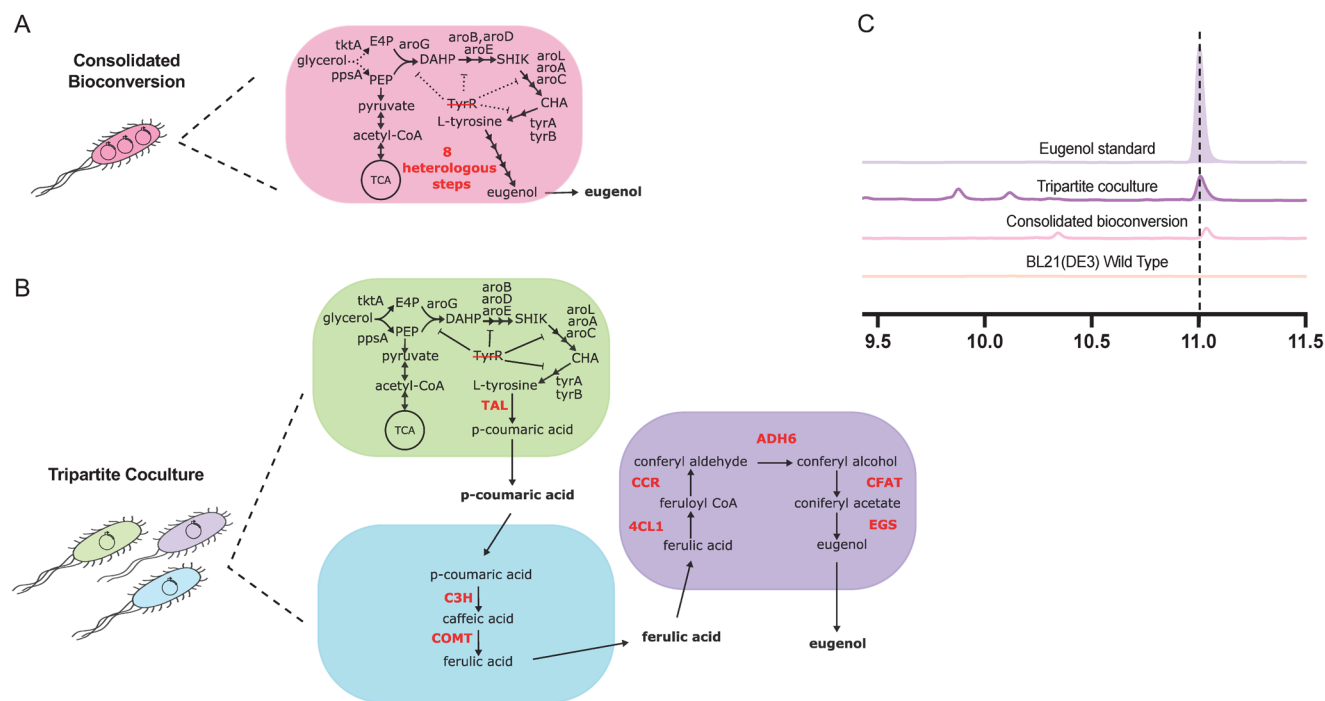 A
Consolidated
Bioconversion
tktA
E4P
aroG
aroB, aroD
aroE
glycerol
DAHP
SHIK
aroL
aroA
aroC
ppsA
PEP
pyruvate
TyrR
CHA
L-tyrosine
tyrA
tyrB
acetyl-CoA
8
heterologous
steps
TCA
eugenol
eugenol
B
Tripartite Coculture
tktA
E4P
aroG
aroB
aroD
aroE
glycerol
DAHP
SHIK
aroL
aroA
aroC
ppsA
PEP
pyruvate
TyrR
CHA
acetyl-CoA
L-tyrosine
tyrA
tyrB
TAL
TCA
p-coumaric acid
p-coumaric acid
p-coumaric acid
C3H
caffeic acid
COMT
ferulic acid
ferulic acid
ADH6
conferyl aldehyde
conferyl alcohol
CCR
CFAT
feruloyl CoA
coniferyl acetate
4CL1
EGS
ferulic acid
eugenol
eugenol
C
Eugenol standard
Tripartite coculture
Consolidated bioconversion
BL21(DE3) Wild Type
9.5 10.0 10.5 11.0 11.5